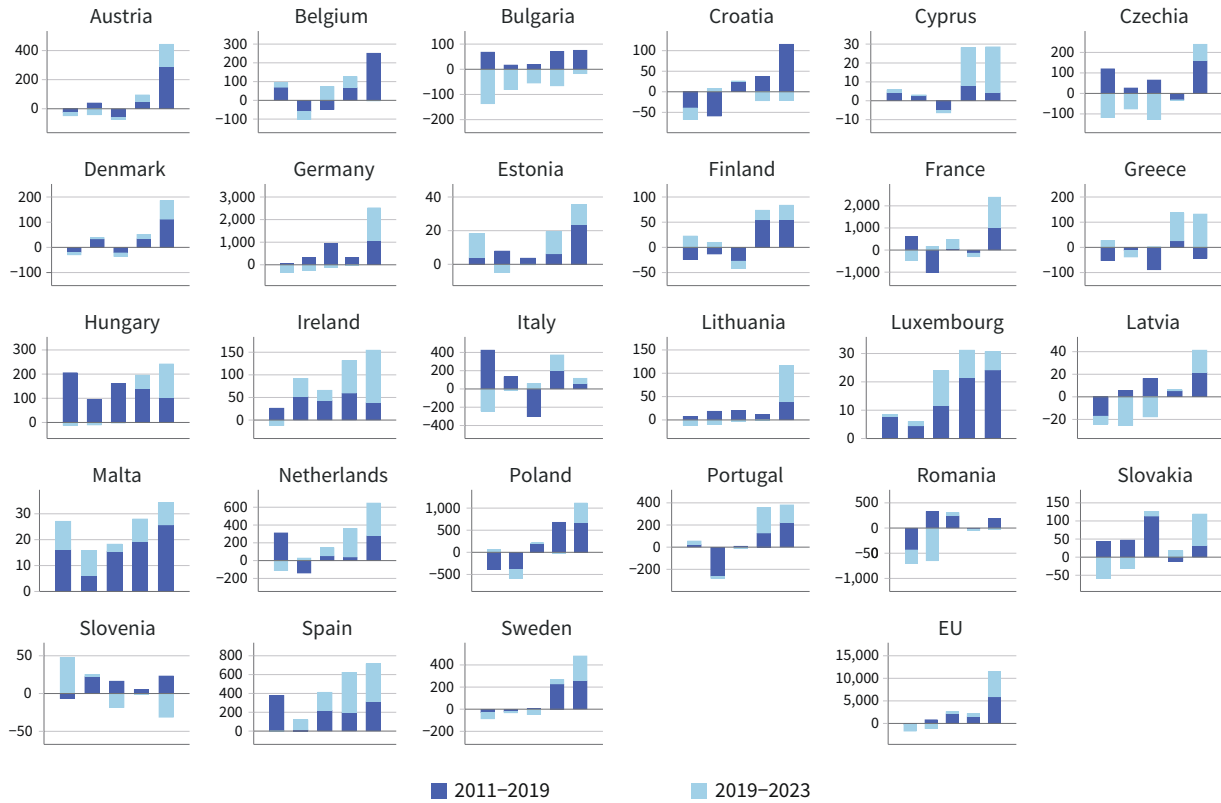 Austria Belgium Bulgaria Croatia Cyprus Czechia
400 200 0
300 200 100 0 −100
100 0 −100 −200
100 50 0 −50
30 20 10 0 −10
200 100 0 −100
Denmark Germany Estonia Finland France Greece
200 100 0 −100
3,000 2,000 1,000 0
40 20 0
100 50 0 −50
2,000 1,000 0 −1,000
200 100 0 −100
Hungary Ireland Italy Lithuania Luxembourg Latvia
300 200 100 0
150 100 50 0
400 200 0 −200 −400
150 100 50 0
30 20 10 0
40 20 0 −20
Malta Netherlands Poland Portugal Romania Slovakia
30 20 10 0
600 400 200 0 −200
1,000 500 0 −500
400 200 0 −200
500 0 −50 −1,000
150 100 50 0 −50
Slovenia Spain Sweden EU
50 0 −50
800 600 400 200 0
400 200 0 −200
15,000 10,000 5,000 0
2011−2019 2019−2023